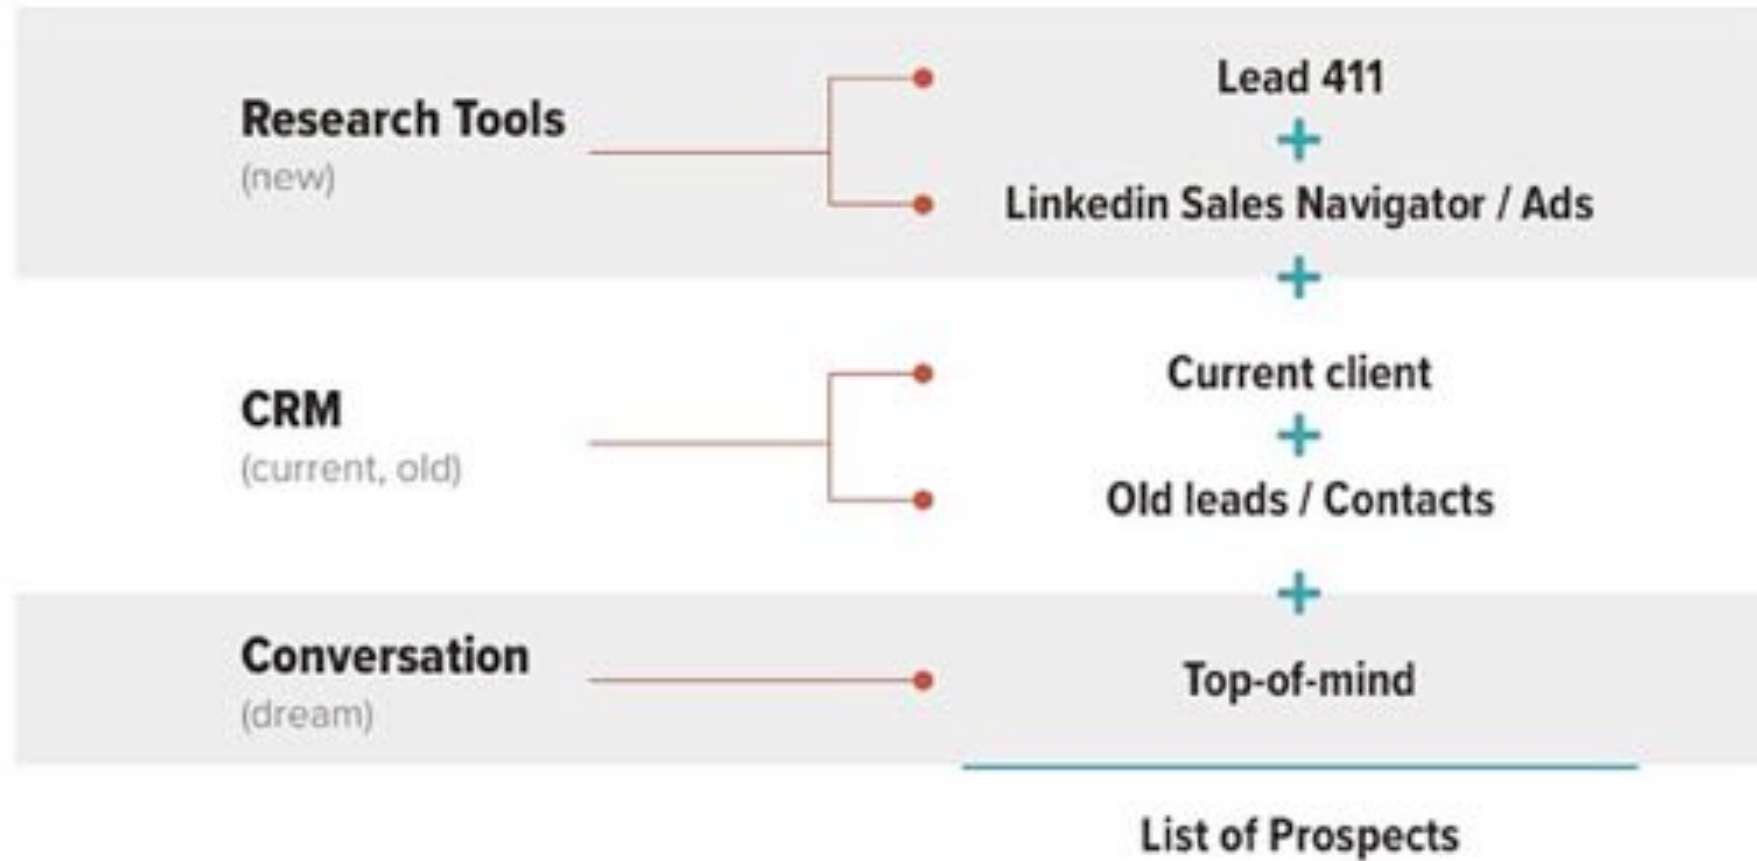 Research Tools
(new)
Lead 411
+
Linkedin Sales Navigator / Ads
+
CRM
(current, old)
Current client
+
Old leads / Contacts
+
Conversation
(dream)
Top-of-mind
List of Prospects